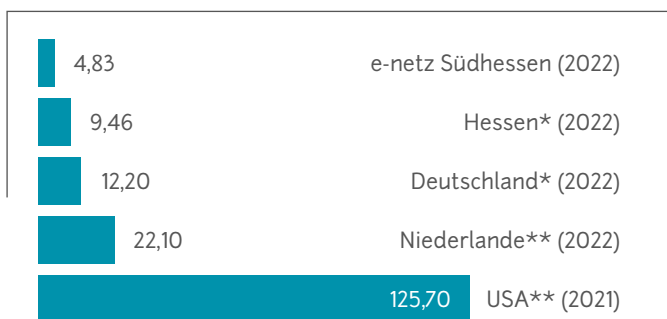 4,83 e-netz Südhessen (2022)
9,46 Hessen* (2022)
12,20 Deutschland* (2022)
22,10 Niederlande** (2022)
125,70 USA** (2021)